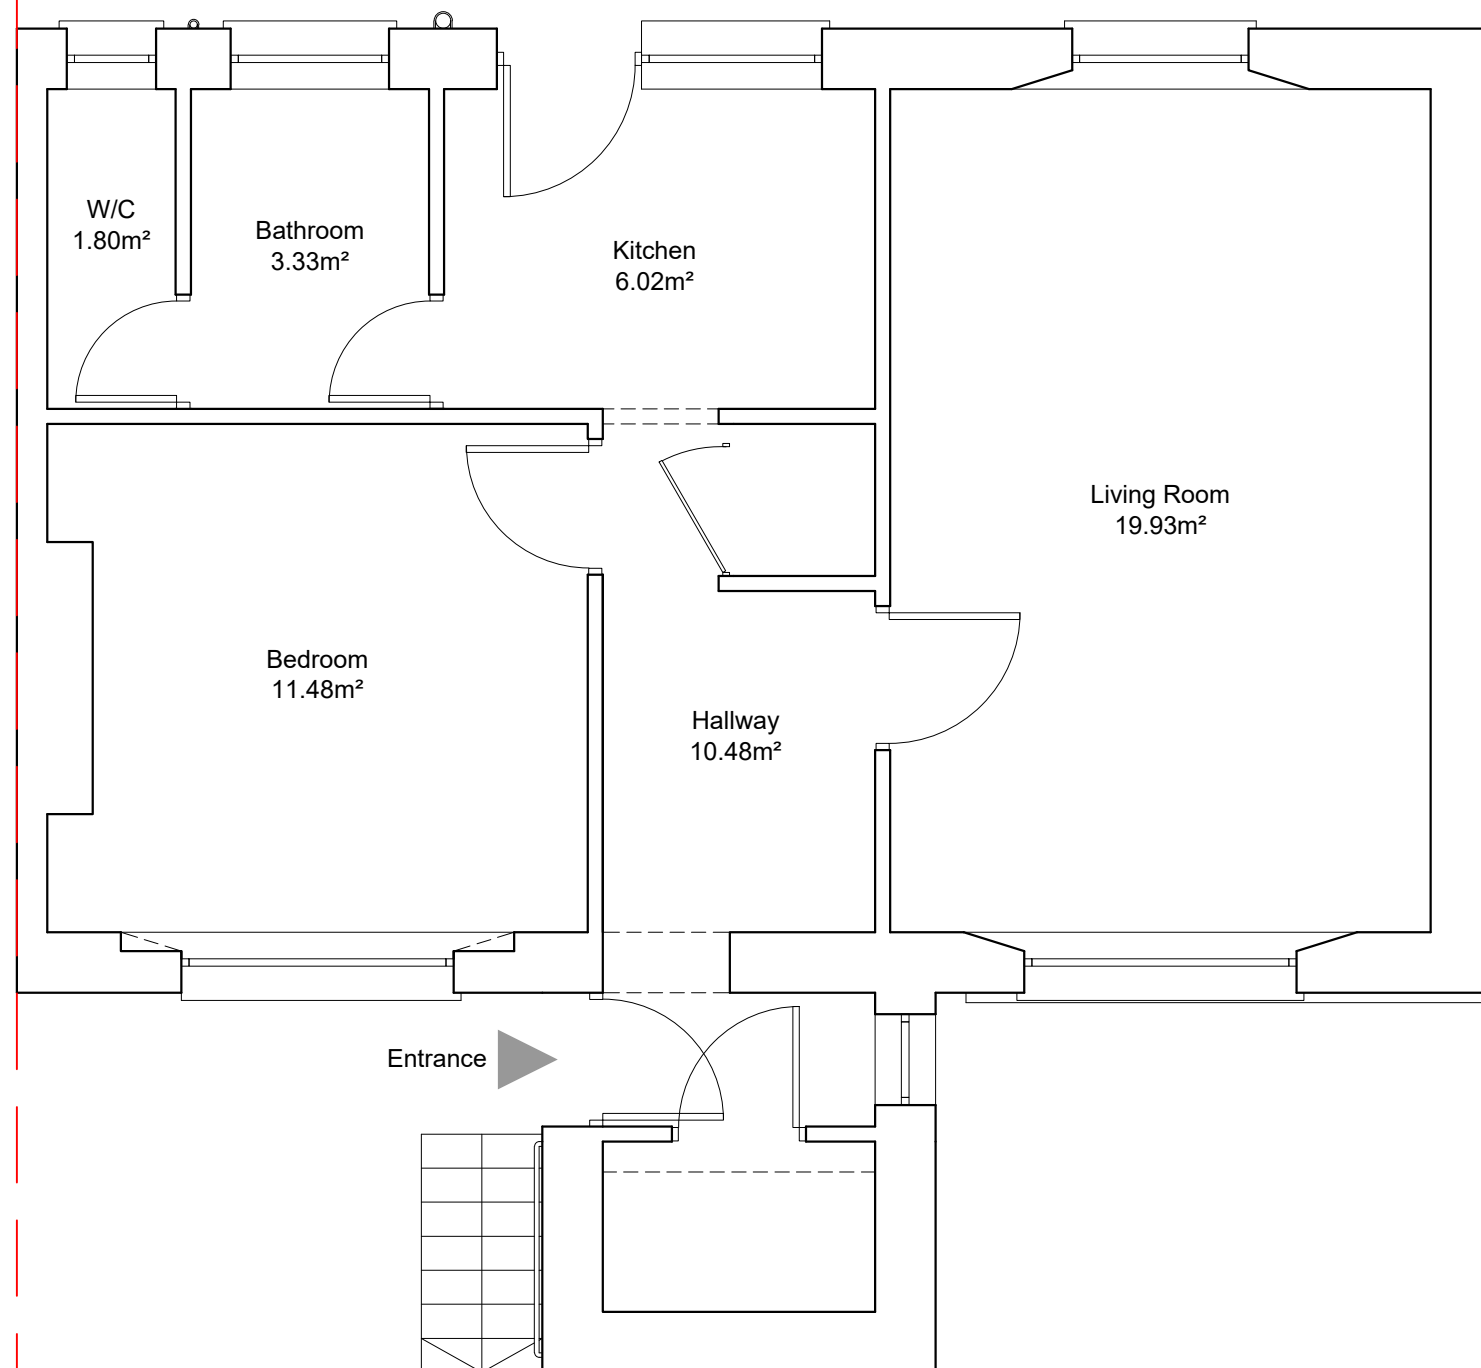 W/C
1.80m²
Bathroom
3.33m²
Kitchen
6.02m²
Living Room
19.93m²
Bedroom
11.48m²
Hallway
10.48m²
Entrance